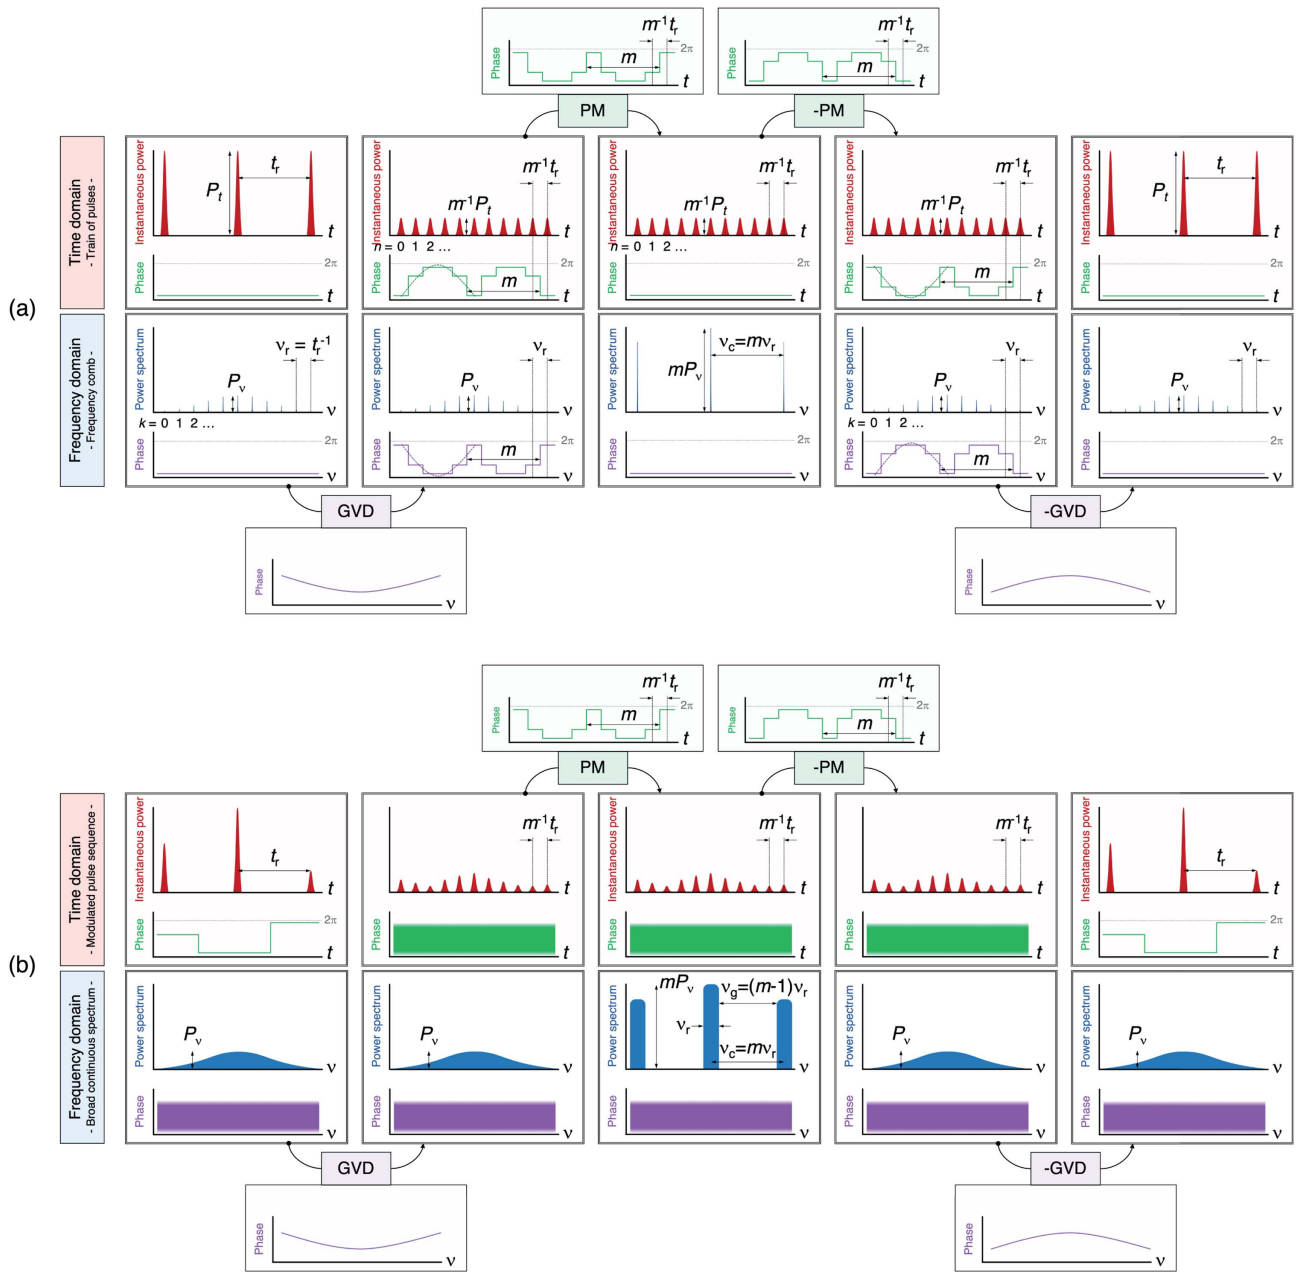 m⁻¹tr
Phase
2π
m
t
m⁻¹tr
Phase
2π
m
t
PM
-PM
(a)
Time domain
- Train of pulses -
Instantaneous power
Pt
tr
t
Phase
2π
t
Instantaneous power
m⁻¹tr
m⁻¹Pt
t
n = 0 1 2 ...
Phase
2π
m
t
Instantaneous power
m⁻¹tr
m⁻¹Pt
t
n = 0 1 2 ...
Phase
2π
t
Instantaneous power
m⁻¹tr
m⁻¹Pt
t
Phase
2π
m
t
Instantaneous power
Pt
tr
t
Phase
2π
t
Frequency domain
- Frequency comb -
Power spectrum
νr = tr⁻¹
Pν
ν
k = 0 1 2 ...
Phase
2π
ν
Power spectrum
νr
Pν
ν
Phase
2π
m
ν
Power spectrum
νc=mνr
mPν
ν
Phase
2π
ν
Power spectrum
νr
Pν
ν
k = 0 1 2 ...
Phase
2π
m
ν
Power spectrum
νr
Pν
ν
Phase
2π
ν
GVD
-GVD
Phase
ν
Phase
ν
m⁻¹tr
Phase
2π
m
t
m⁻¹tr
Phase
2π
m
t
PM
-PM
(b)
Time domain
- Modulated pulse sequence -
Instantaneous power
tr
t
Phase
2π
t
Instantaneous power
m⁻¹tr
t
Phase
t
Instantaneous power
m⁻¹tr
t
Phase
t
Instantaneous power
m⁻¹tr
t
Phase
t
Instantaneous power
tr
t
Phase
2π
t
Frequency domain
- Broad continuous spectrum -
Power spectrum
Pν
ν
Phase
ν
Power spectrum
Pν
ν
Phase
ν
Power spectrum
mPν
νg=(m-1)νr
νr
νc=mνr
ν
Phase
ν
Power spectrum
Pν
ν
Phase
ν
Power spectrum
Pν
ν
Phase
ν
GVD
-GVD
Phase
ν
Phase
ν